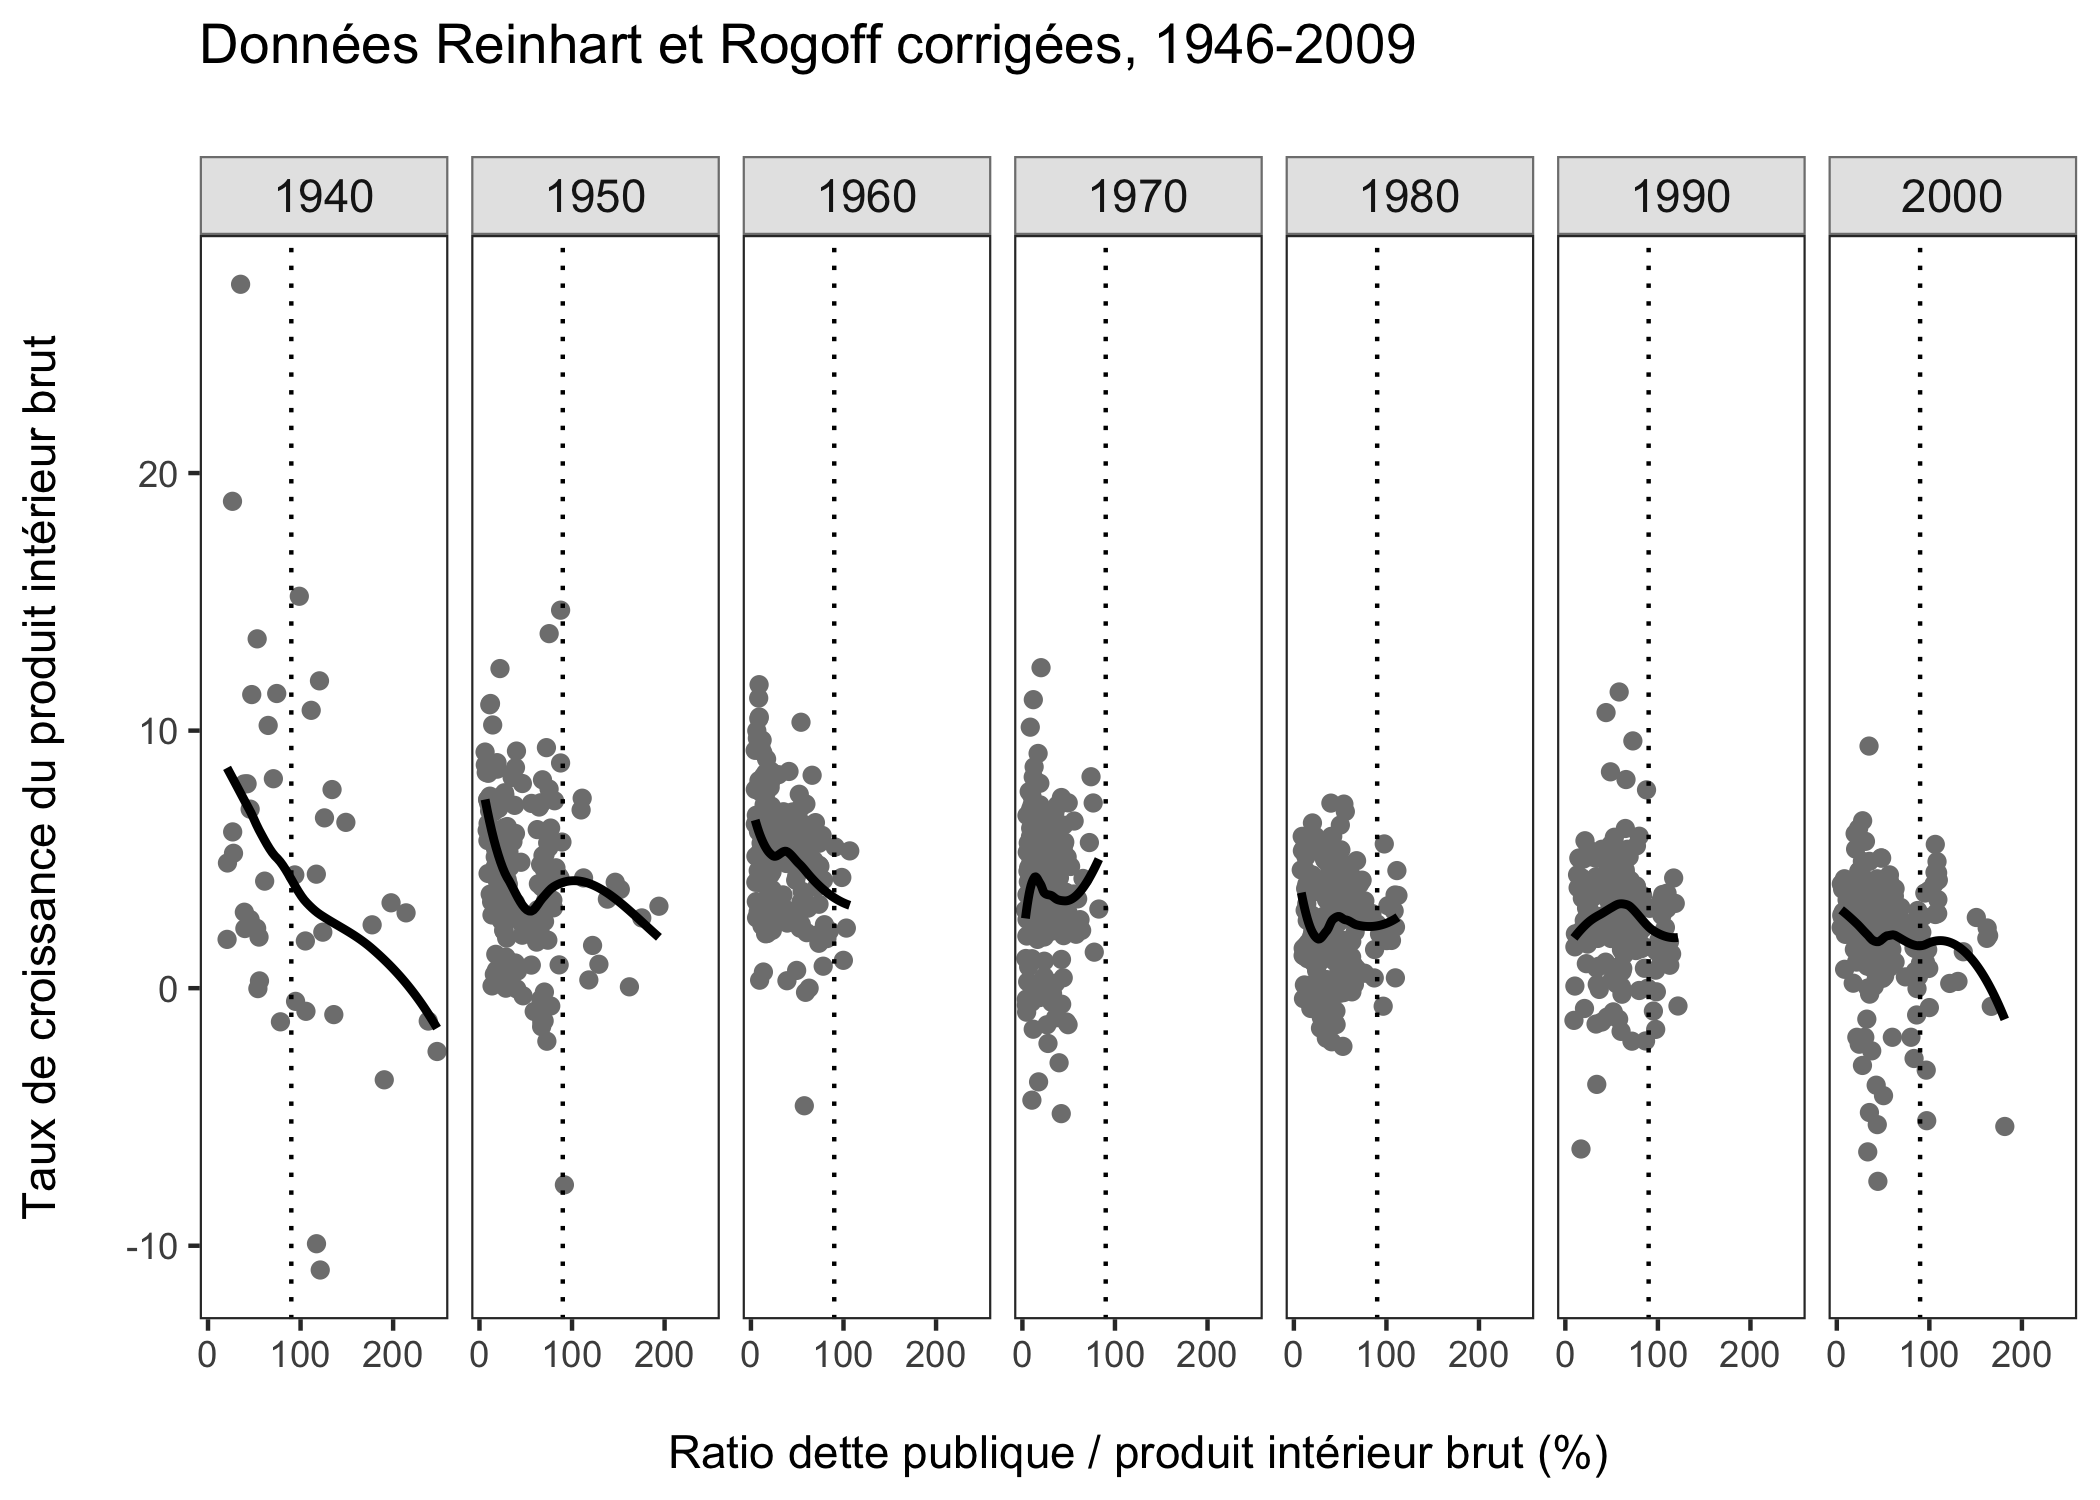 Données Reinhart et Rogoff corrigées, 1946-2009
1940 1950 1960 1970 1980 1990 2000
Taux de croissance du produit intérieur brut
20
10
0
-10
0 100 200 0 100 200 0 100 200 0 100 200 0 100 200 0 100 200 0 100 200
Ratio dette publique / produit intérieur brut (%)